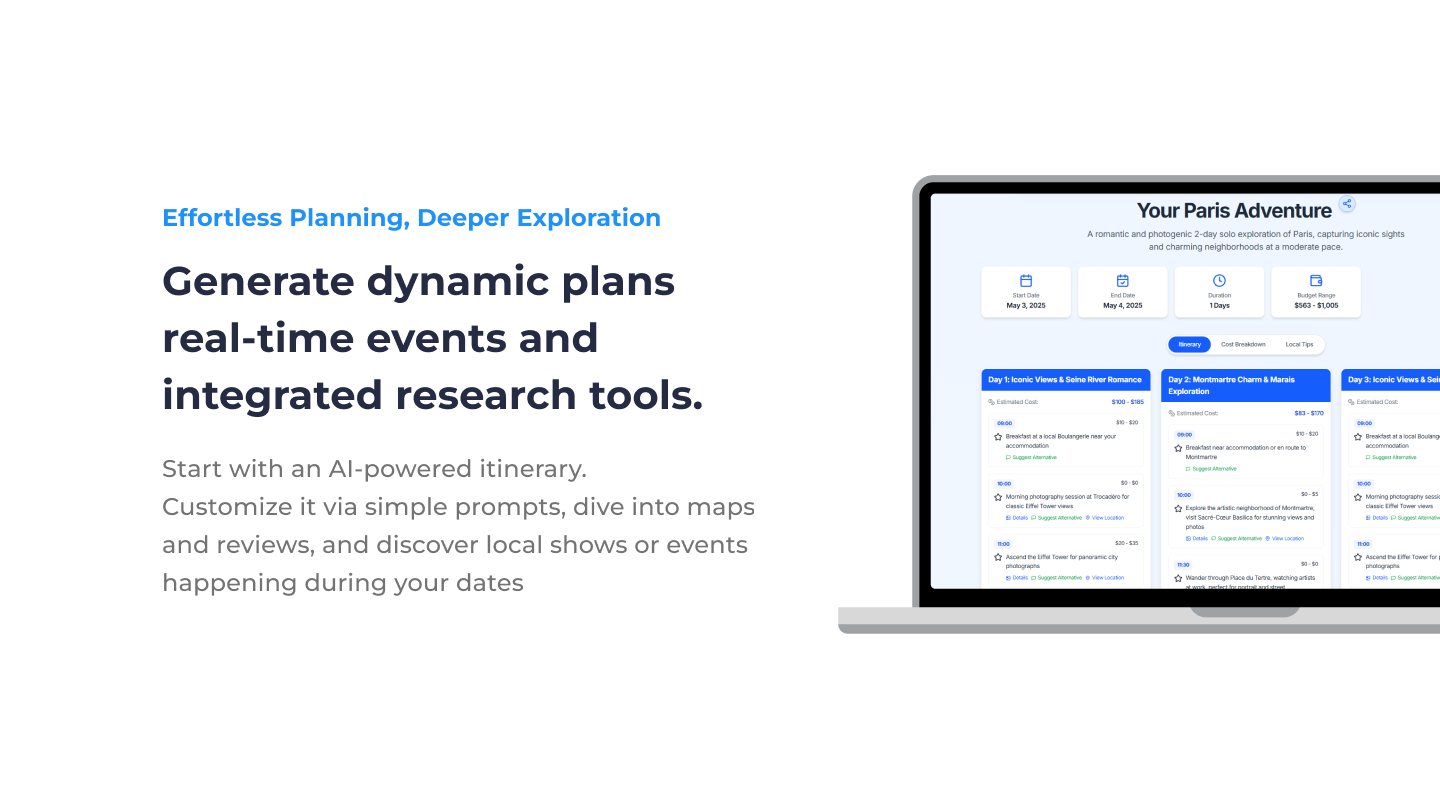 Effortless Planning, Deeper Exploration
Generate dynamic plans
real-time events and
integrated research tools.
Start with an AI-powered itinerary.
Customize it via simple prompts, dive into maps
and reviews, and discover local shows or events
happening during your dates
Your Paris Adventure
A romantic and photogenic 2-day solo exploration of Paris, capturing iconic sights
and charming neighborhoods at a moderate pace.
Start Date
May 3, 2025
End Date
May 4, 2025
Duration
1 Days
Budget Range
$563 - $1,005
Itinerary
Cost Breakdown
Local Tips
Day 1: Iconic Views & Seine River Romance
Estimated Cost:
$100 - $185
09:00
$10 - $20
Breakfast at a local Boulangerie near your
accommodation
Suggest Alternative
10:00
$0 - $0
Morning photography session at Trocadéro for
classic Eiffel Tower views
Details Suggest Alternative View Location
11:00
$20 - $35
Ascend the Eiffel Tower for panoramic city
photographs
Details Suggest Alternative View Location
Day 2: Montmartre Charm & Marais
Exploration
Estimated Cost:
$83 - $170
09:00
$10 - $20
Breakfast near accommodation or en route to
Montmartre
Suggest Alternative
10:00
$0 - $5
Explore the artistic neighborhood of Montmartre,
visit Sacré-Cœur Basilica for stunning views and
photos
Details Suggest Alternative View Location
11:30
$0 - $0
Wander through Place du Tertre, watching artists
at work, perfect for portrait and street
Day 3: Iconic Views & Sei
Estimated Cost:
09:00
Breakfast at a local Boulang
accommodation
Suggest Alternative
10:00
Morning photography sessi
classic Eiffel Tower views
Details Suggest Alternativ
11:00
Ascend the Eiffel Tower for p
photographs
Details Suggest Alternativ